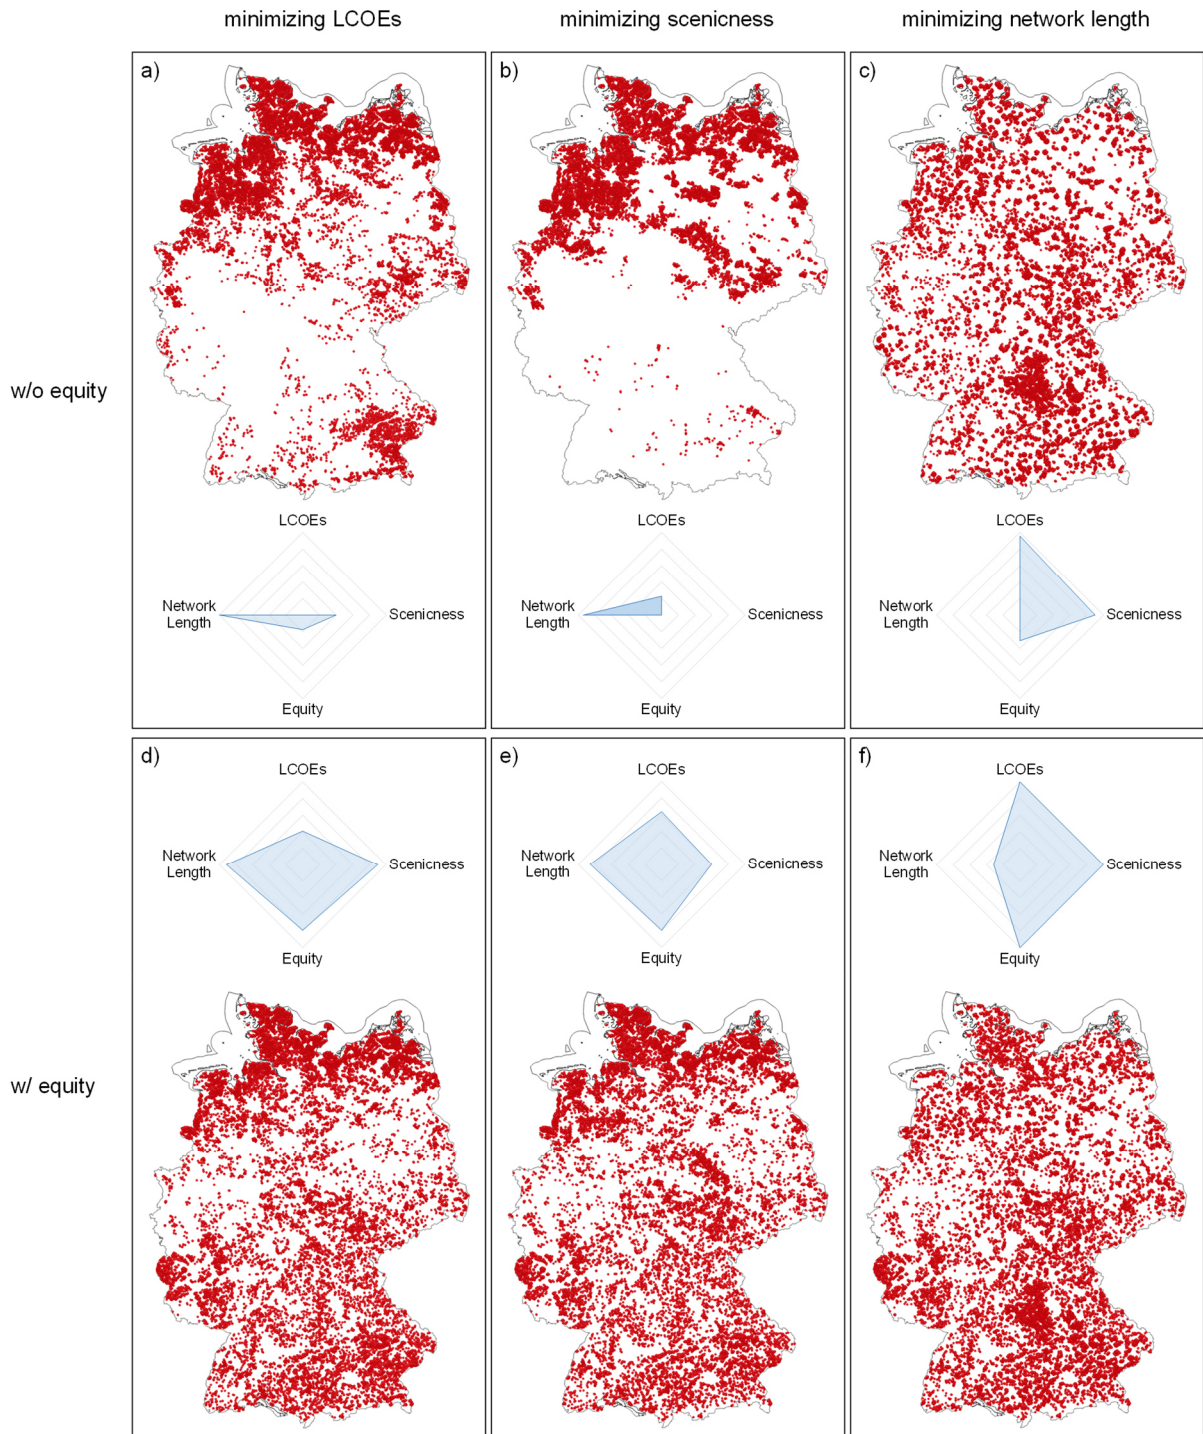 minimizing LCOEs
minimizing scenicness
minimizing network length
w/o equity
a)
b)
c)
LCOEs
Network
Length
Scenicness
Equity
LCOEs
Network
Length
Scenicness
Equity
LCOEs
Network
Length
Scenicness
Equity
w/ equity
d)
e)
f)
LCOEs
Network
Length
Scenicness
Equity
LCOEs
Network
Length
Scenicness
Equity
LCOEs
Network
Length
Scenicness
Equity